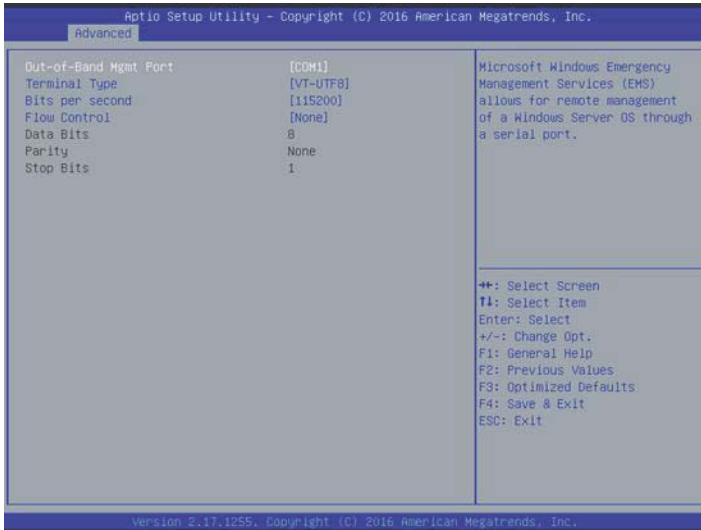 Aptio Setup Utility – Copyright (C) 2016 American Megatrends, Inc.
Advanced
Out-of-Band Mgmt Port [COM1]
Terminal Type [VT-UTF8]
Bits per second [115200]
Flow Control [None]
Data Bits 8
Parity None
Stop Bits 1
Microsoft Windows Emergency
Management Services (EMS)
allows for remote management
of a Windows Server OS through
a serial port.
→←: Select Screen
↑↓: Select Item
Enter: Select
+/-: Change Opt.
F1: General Help
F2: Previous Values
F3: Optimized Defaults
F4: Save & Exit
ESC: Exit
Version 2.17.1255. Copyright (C) 2016 American Megatrends, Inc.